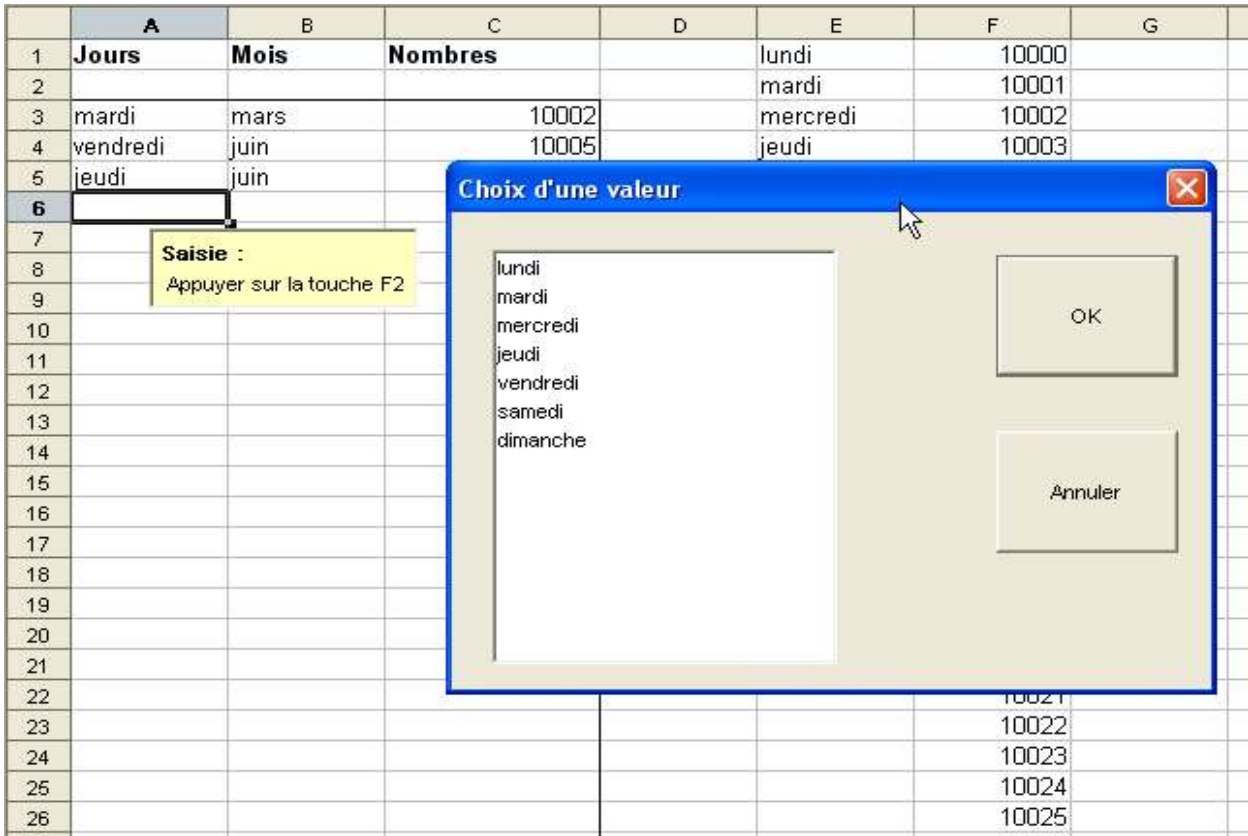 A B C D E F G
1 Jours Mois Nombres lundi 10000
2 mardi 10001
3 mardi mars 10002 mercredi 10002
4 vendredi juin 10005 jeudi 10003
5 jeudi juin
6
7
8
9
10
11
12
13
14
15
16
17
18
19
20
21
22 10021
23 10022
24 10023
25 10024
26 10025
Saisie :
Appuyer sur la touche F2
Choix d'une valeur
lundi
mardi
mercredi
jeudi
vendredi
samedi
dimanche
OK
Annuler